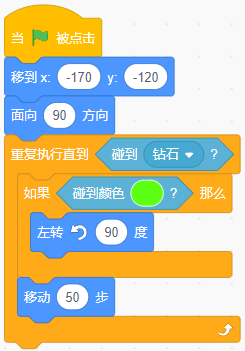 当 被点击
移到 x: -170 y: -120
面向 90 方向
重复执行直到 碰到 钻石 ?
如果 碰到颜色 ? 那么
左转 90 度
移动 50 步